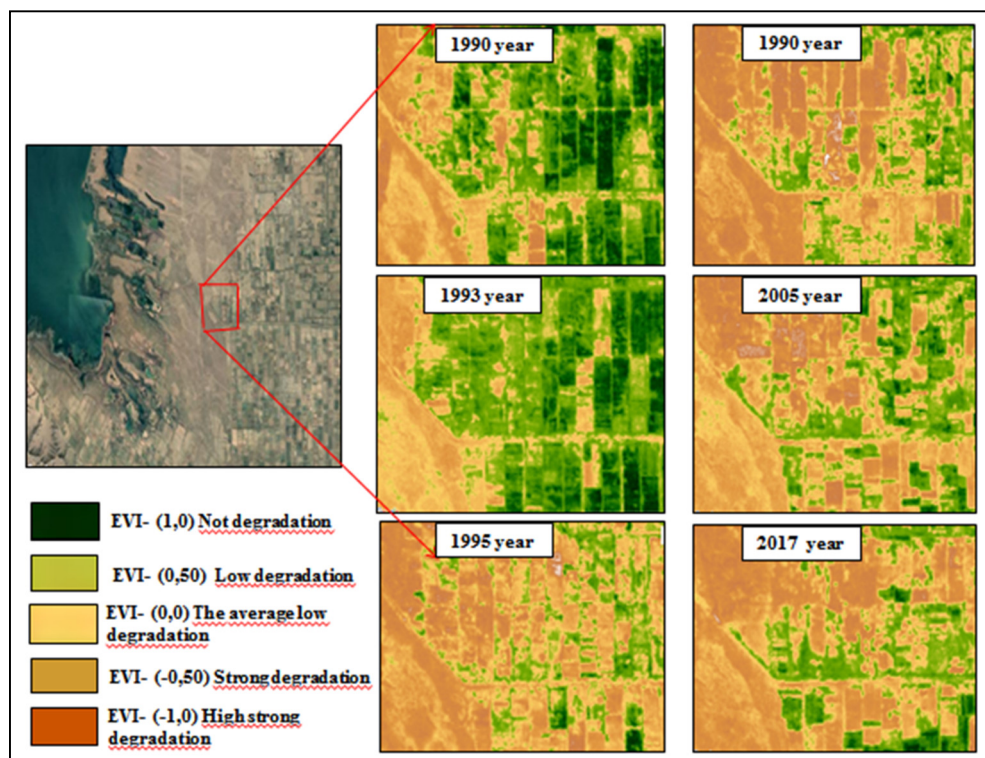 1990 year
1990 year
1993 year
2005 year
1995 year
2017 year
EVI- (1,0) Not degradation
EVI- (0,50) Low degradation
EVI- (0,0) The average low
degradation
EVI- (-0,50) Strong degradation
EVI- (-1,0) High strong
degradation